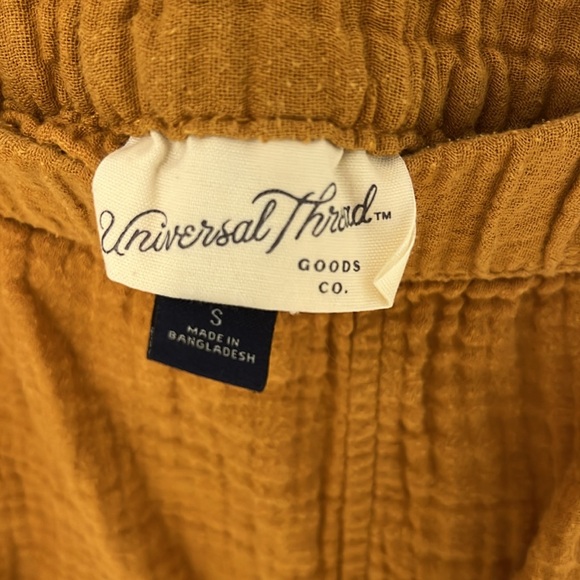 Universal Thread™
GOODS
CO.
S
MADE IN
BANGLADESH